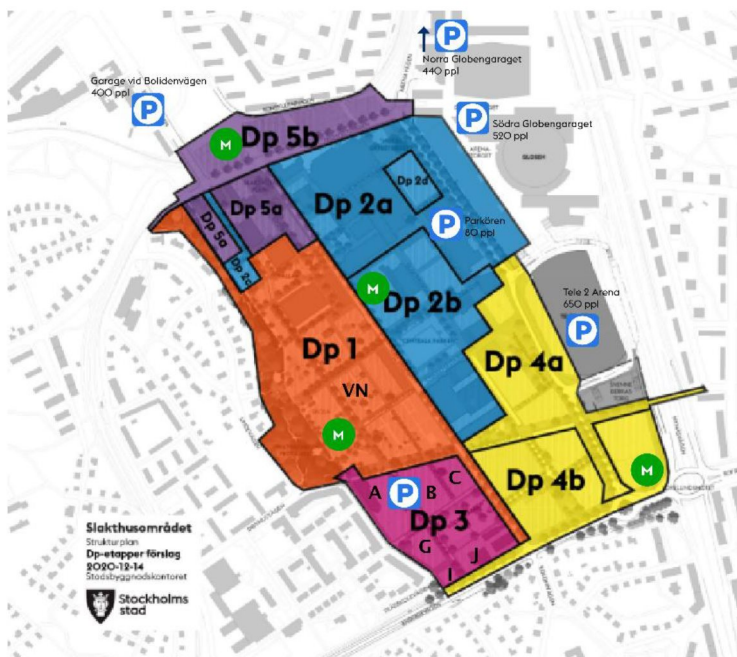 P
Norra Globengaraget
440 ppl
Garage vid Bolidenvägen
400 ppl
P
P
Södra Globengaraget
520 ppl
M
Dp 5b
Dp 2d
Dp 5a
Dp 2a
Dp 5a
P
Parkören
80 ppl
Dp 2c
M
Dp 2b
Tele 2 Arena
650 ppl
P
Dp 1
Dp 4a
VN
M
A
P
B
C
Dp 3
Dp 4b
M
G
J
I
Slakthusområdet
Strukturplan
Dp-etapper förslag
2020-12-14
Stadsbyggnadskontoret
Stockholms
stad